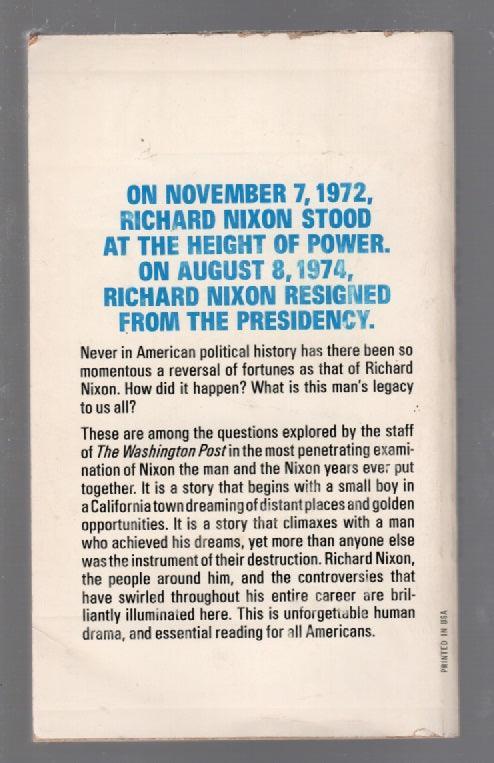 ON NOVEMBER 7, 1972,
RICHARD NIXON STOOD
AT THE HEIGHT OF POWER.
ON AUGUST 8, 1974,
RICHARD NIXON RESIGNED
FROM THE PRESIDENCY.
Never in American political history has there been so
momentous a reversal of fortunes as that of Richard
Nixon. How did it happen? What is this man's legacy
to us all?
These are among the questions explored by the staff
of The Washington Post in the most penetrating exami-
nation of Nixon the man and the Nixon years ever put
together. It is a story that begins with a small boy in
a California town dreaming of distant places and golden
opportunities. It is a story that climaxes with a man
who achieved his dreams, yet more than anyone else
was the instrument of their destruction. Richard Nixon,
the people around him, and the controversies that
have swirled throughout his entire career are bril-
liantly illuminated here. This is unforgettable human
drama, and essential reading for all Americans.
PRINTED IN USA